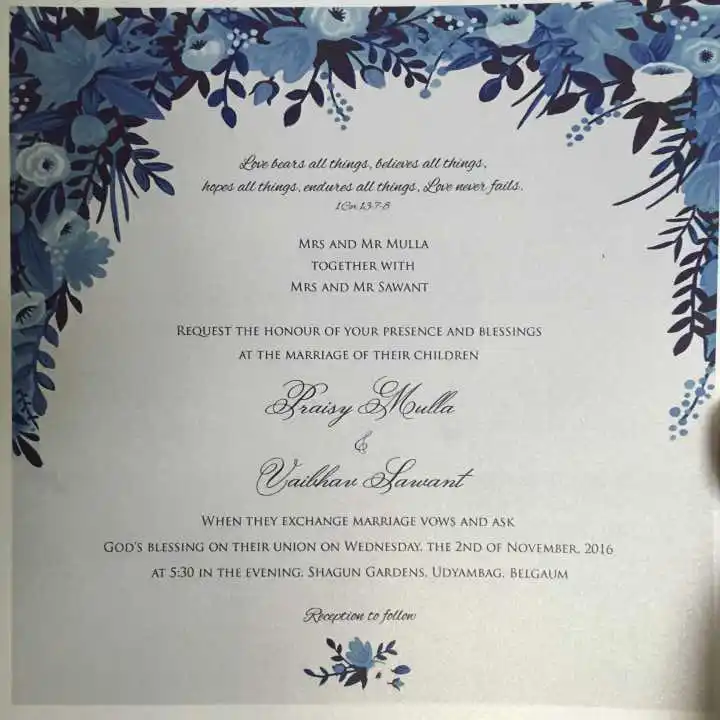 Love bears all things, believes all things,
hopes all things, endures all things, Love never fails.
1 Cor 13-7-8
Mrs and Mr Mulla
together with
Mrs and Mr Sawant
Request the honour of your presence and blessings
at the marriage of their children
Praisy Mulla
&
Vaibhav Sawant
When they exchange marriage vows and ask
God's blessing on their union on Wednesday, the 2nd of November, 2016
at 5:30 in the evening, Shagun Gardens, Udyambag, Belgaum
Reception to follow